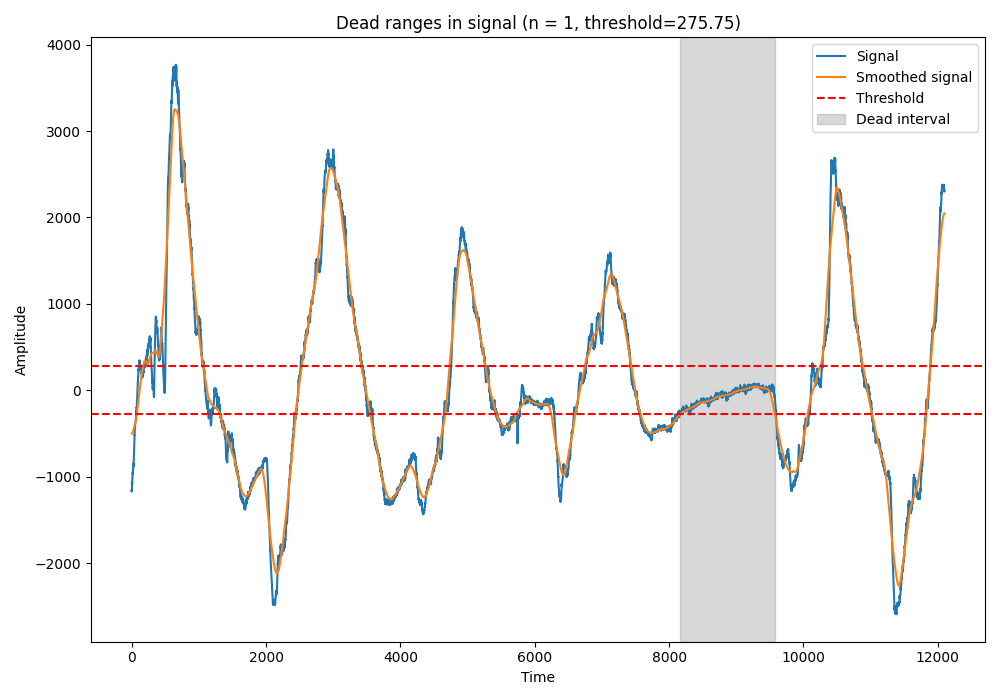 Dead ranges in signal (n = 1, threshold=275.75)
Signal
Smoothed signal
Threshold
Dead interval
4000
3000
2000
1000
0
−1000
−2000
Amplitude
0 2000 4000 6000 8000 10000 12000
Time